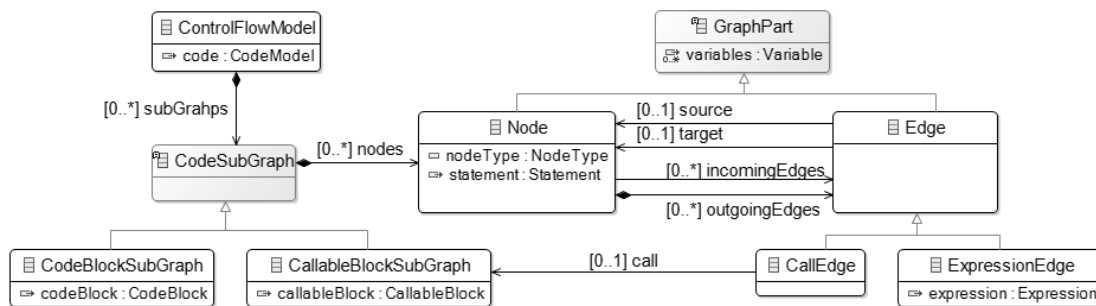 ControlFlowModel
code : CodeModel
GraphPart
0..* variables : Variable
[0..*] subGrahps
[0..1] source
Node
Edge
[0..1] target
CodeSubGraph
[0..*] nodes
nodeType : NodeType
statement : Statement
[0..*] incomingEdges
[0..*] outgoingEdges
CodeBlockSubGraph
codeBlock : CodeBlock
CallableBlockSubGraph
callableBlock : CallableBlock
[0..1] call
CallEdge
ExpressionEdge
expression : Expression